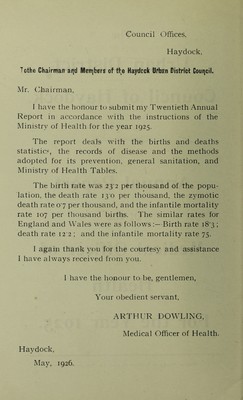 Council Offices,
Haydock.
To the Chairman and Members of the Haydock Urban District Council.
Mr. Chairman,
I have the honour to submit my Twentieth Annual
Report in accordance with the instructions of the
Ministry of Health for the year 1925.
The report deals with the births and deaths
statistics, the records of disease and the methods
adopted for its prevention, general sanitation, and
Ministry of Health Tables.
The birth rate was 23·2 per thousand of the popu-
lation, the death rate 13·0 per thousand, the zymotic
death rate 0·7 per thousand, and the infantile mortality
rate 107 per thousand births. The similar rates for
England and Wales were as follows:—Birth rate 18·3;
death rate 12·2; and the infantile mortality rate 75.
I again thank you for the courtesy and assistance
I have always received from you.
I have the honour to be, gentlemen,
Your obedient servant,
ARTHUR DOWLING,
Medical Officer of Health.
Haydock,
May, 1926.